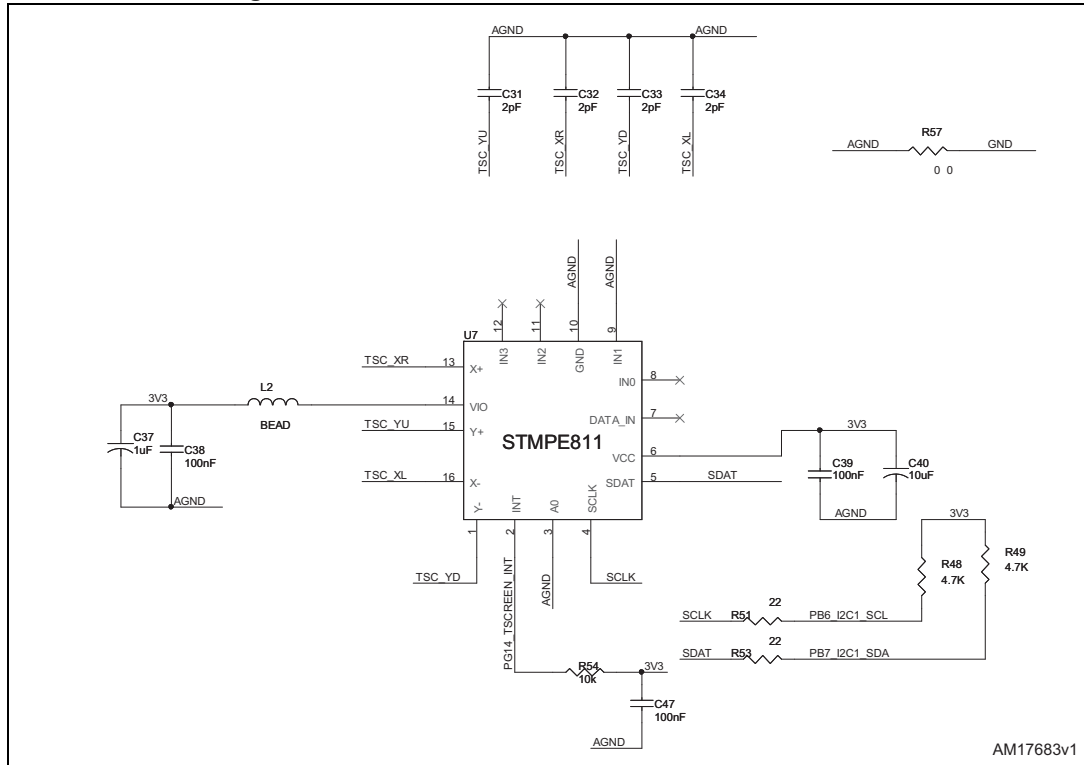 AGND AGND
C31 C32 C33 C34
2pF 2pF 2pF 2pF
TSC_YU TSC_XR TSC_YD TSC_XL
R57
AGND GND
0 0
AGND AGND
U7
12 11 10 9
IN3 IN2 GND IN1
TSC_XR 13 X+
IN0 8
L2
3V3 14 VIO
BEAD
DATA_IN 7
C37
1uF
C38
100nF
TSC_YU 15 Y+
STMPE811
VCC 6 3V3
C39
100nF
C40
10uF
TSC_XL 16 X-
SDAT 5 SDAT
AGND
AGND
Y- INT A0 SCLK
1 2 3 4
3V3
TSC_YD
PG14_TSCREEN_INT
AGND
SCLK
R48
4.7K
R49
4.7K
22
SCLK R51 PB6_I2C1_SCL
22
SDAT R53 PB7_I2C1_SDA
R54 3V3
10k
C47
100nF
AGND
AM17683v1